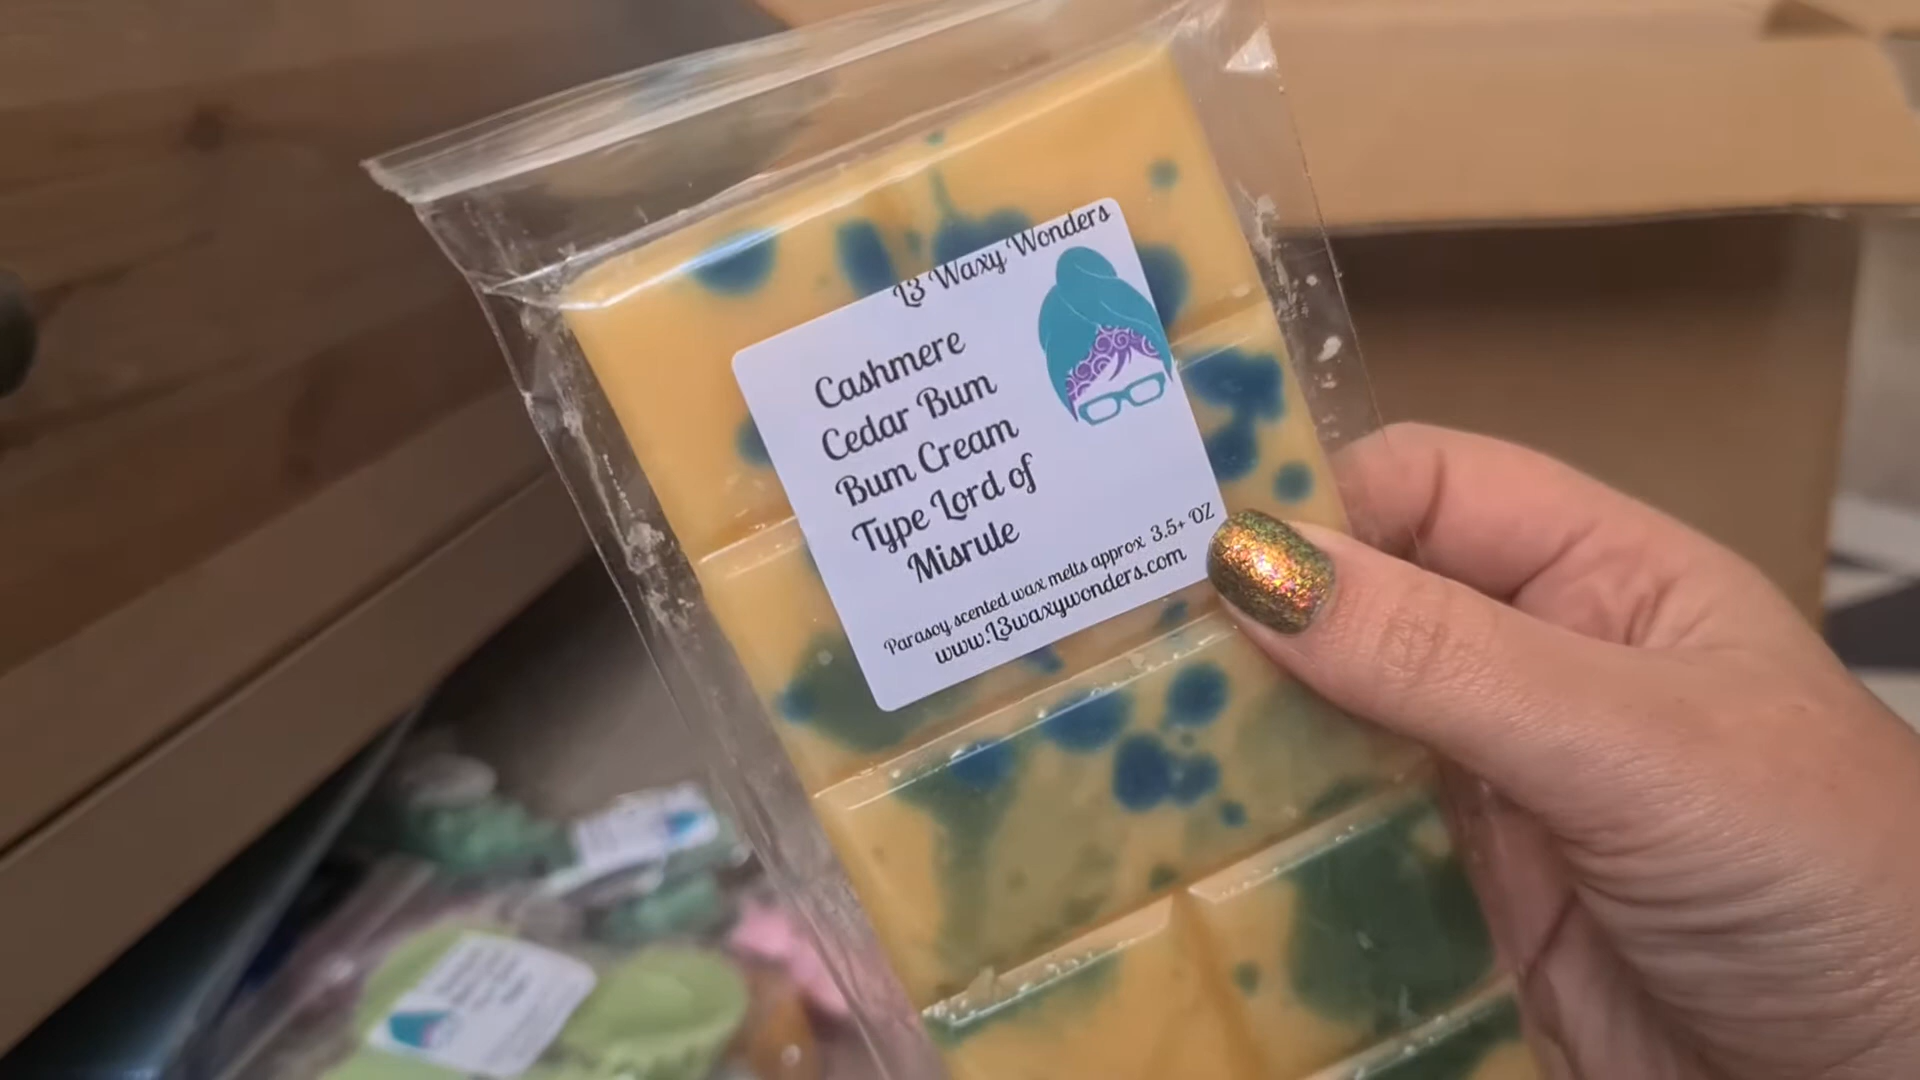 L3 Waxy Wonders
Cashmere
Cedar Bum
Bum Cream
Type Lord of
Misrule
Parasoy scented wax melts approx 3.5+ OZ
www.L3waxywonders.com